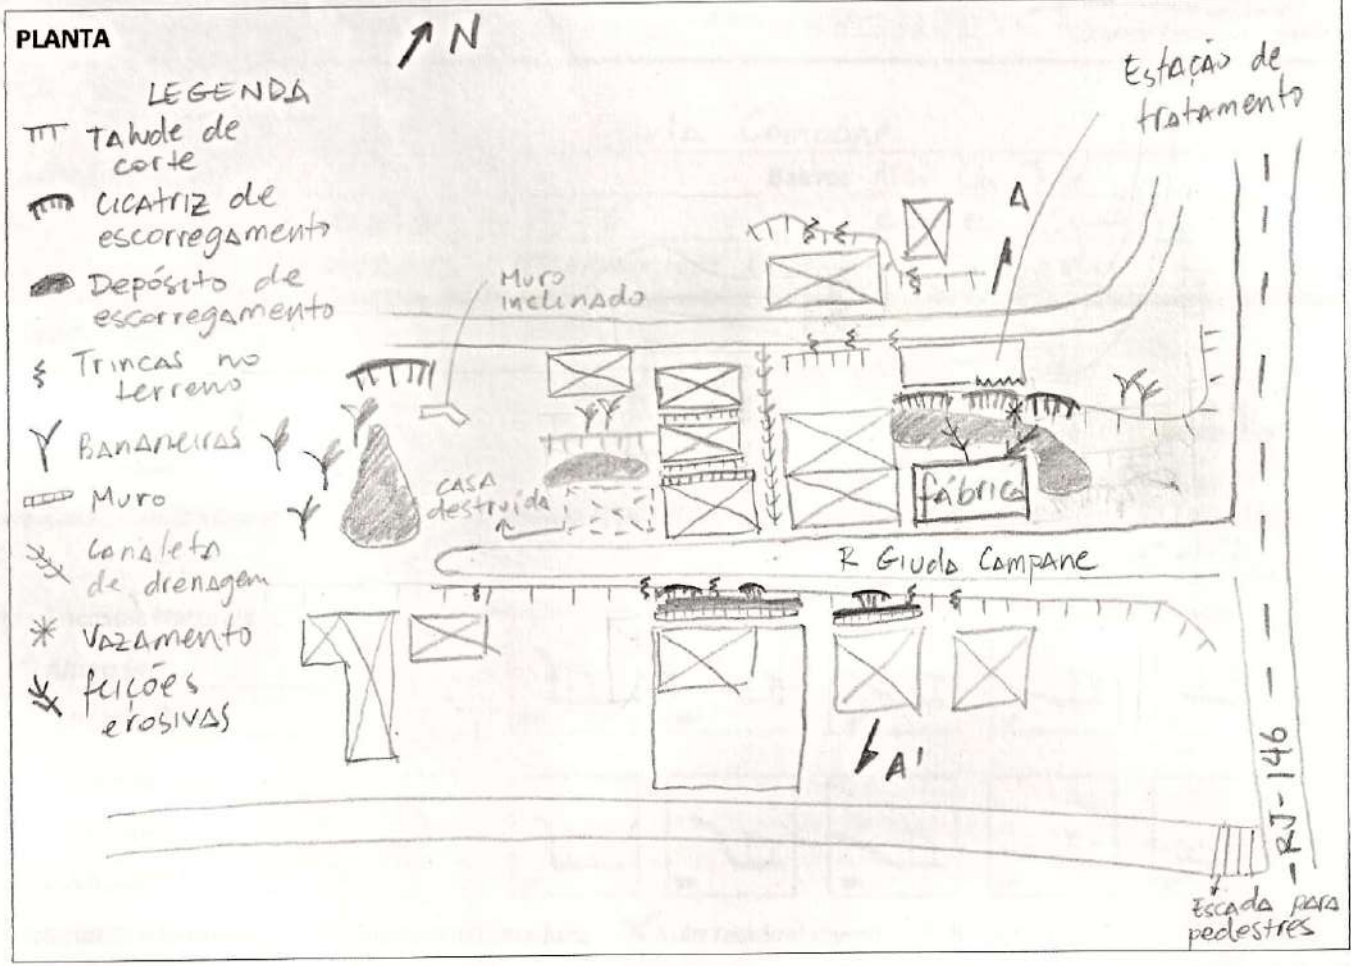 PLANTA
N
LEGENDA
Talude de
corte
Cicatriz de
escorregamento
Depósito de
escorregamento
Trincas no
terreno
Bananeiras
Muro
Canaleta
de drenagem
Vazamento
feições
erosivas
Estação de
tratamento
A
Muro
inclinado
casa
destruída
fábrica
R Giuda Campane
A'
RJ-146
Escada para
pedestres